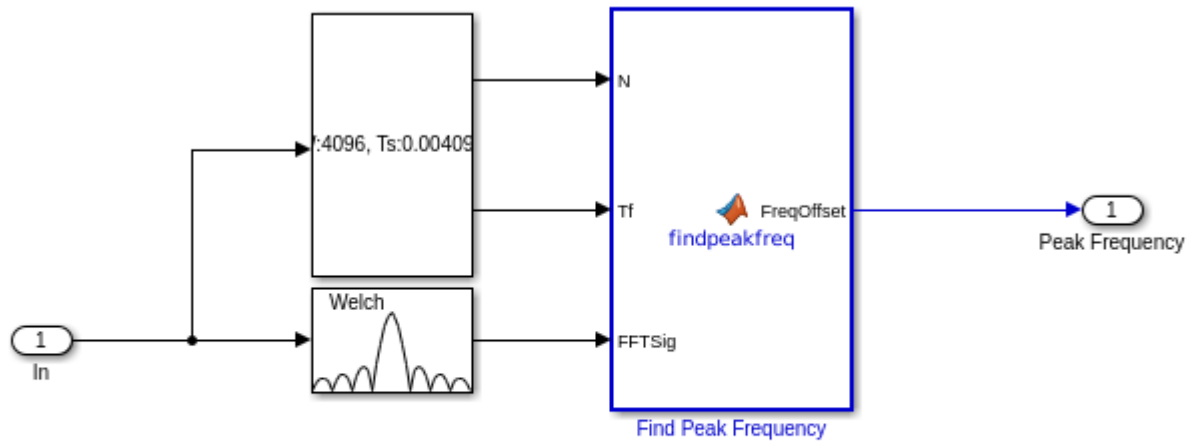 N
:4096, Ts:0.00409
Tf
FreqOffset
1
findpeakfreq
Peak Frequency
Welch
1
FFTSig
In
Find Peak Frequency